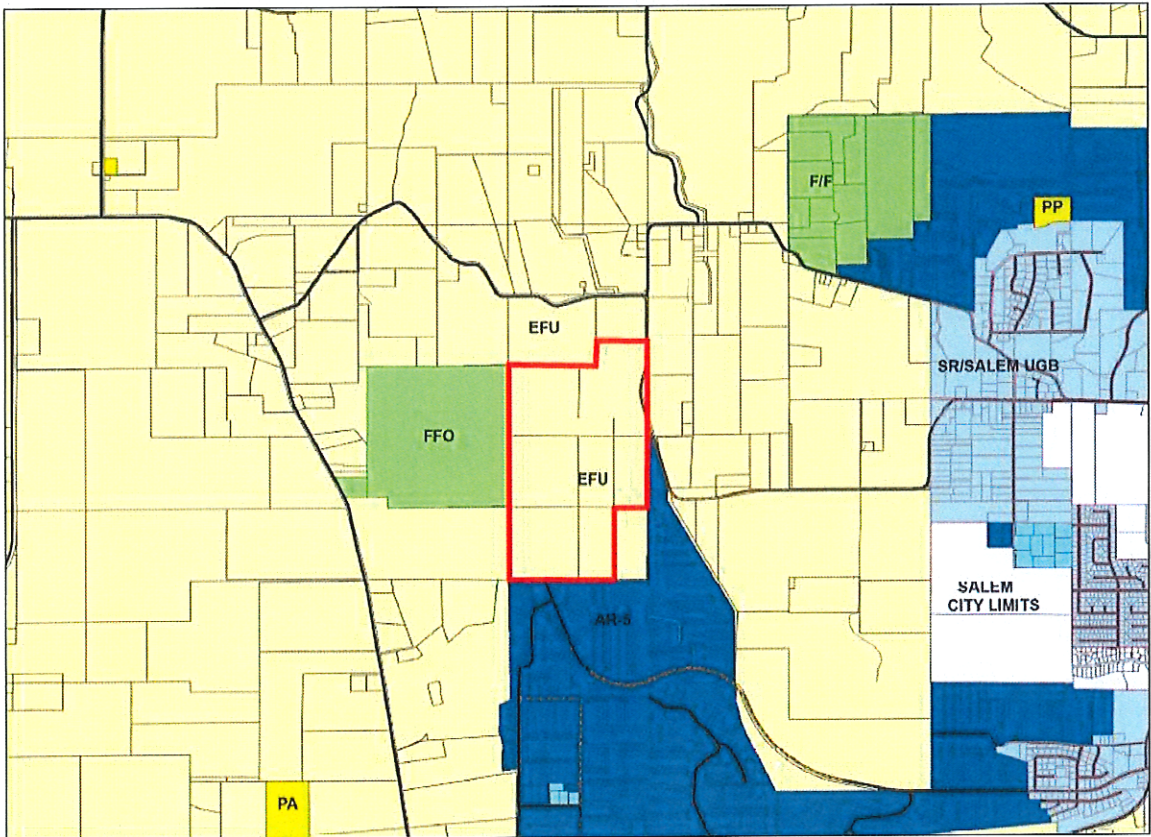 F/F
PP
EFU
SR/SALEM UGB
FFO
EFU
SALEM
CITY LIMITS
AR-5
PA